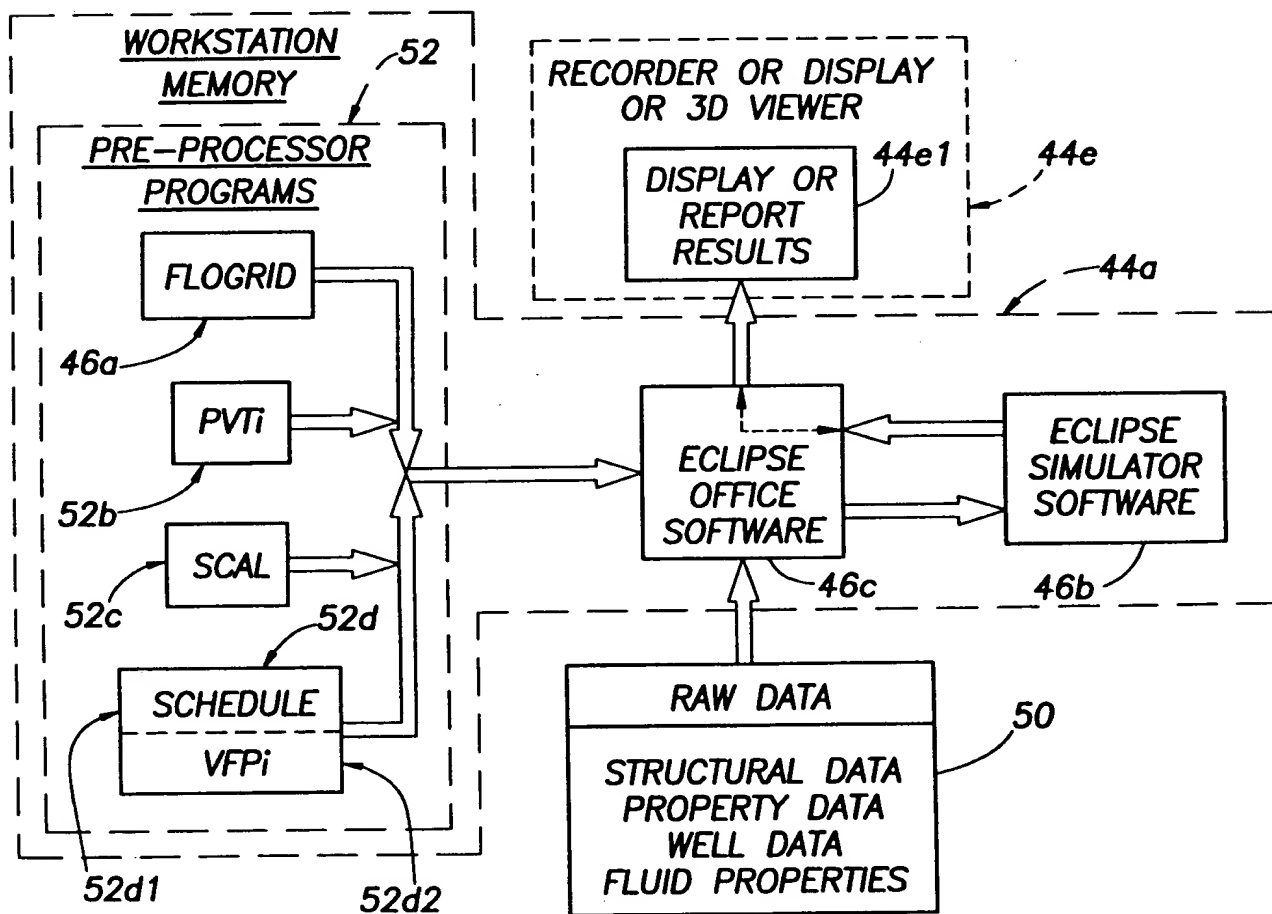 WORKSTATION
MEMORY
52
PRE-PROCESSOR
PROGRAMS
FLOGRID
46a
PVTi
52b
SCAL
52c
52d
SCHEDULE
VFPi
52d1
52d2
RECORDER OR DISPLAY
OR 3D VIEWER
44e1
44e
DISPLAY OR
REPORT
RESULTS
44a
ECLIPSE
OFFICE
SOFTWARE
46c
ECLIPSE
SIMULATOR
SOFTWARE
46b
RAW DATA
50
STRUCTURAL DATA
PROPERTY DATA
WELL DATA
FLUID PROPERTIES